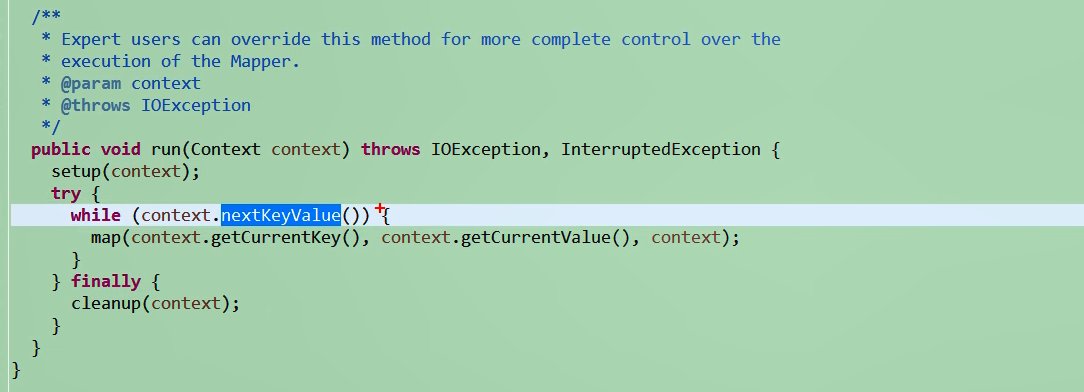 /**
 * Expert users can override this method for more complete control over the
 * execution of the Mapper.
 * @param context
 * @throws IOException
 */
public void run(Context context) throws IOException, InterruptedException {
  setup(context);
  try {
    while (context.nextKeyValue()) {
      map(context.getCurrentKey(), context.getCurrentValue(), context);
    }
  } finally {
    cleanup(context);
  }
}
}